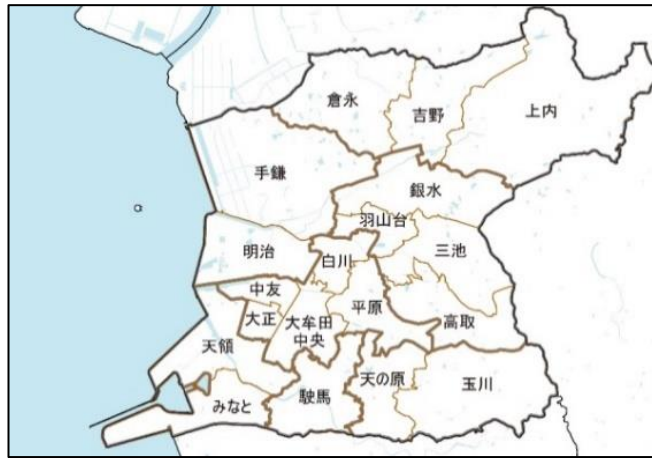 倉永
吉野
上内
手鎌
銀水
羽山台
明治
白川
三池
中友
大正
大牟田
中央
平原
高取
天領
天の原
玉川
みなと
駛馬